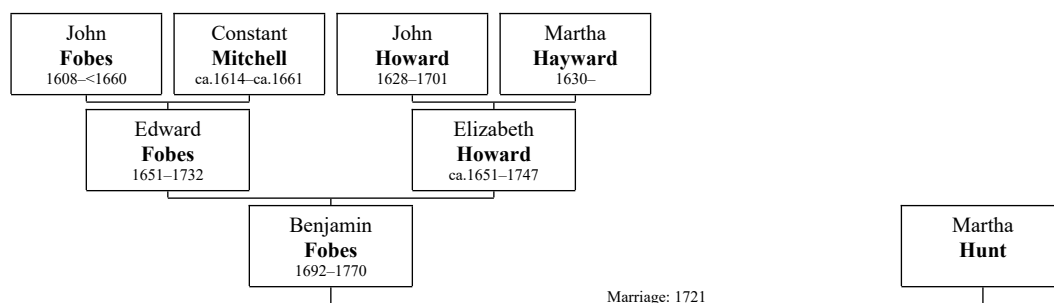 John
Fobes
1608–<1660
Constant
Mitchell
ca.1614–ca.1661
John
Howard
1628–1701
Martha
Hayward
1630–
Edward
Fobes
1651–1732
Elizabeth
Howard
ca.1651–1747
Benjamin
Fobes
1692–1770
Martha
Hunt
Marriage: 1721